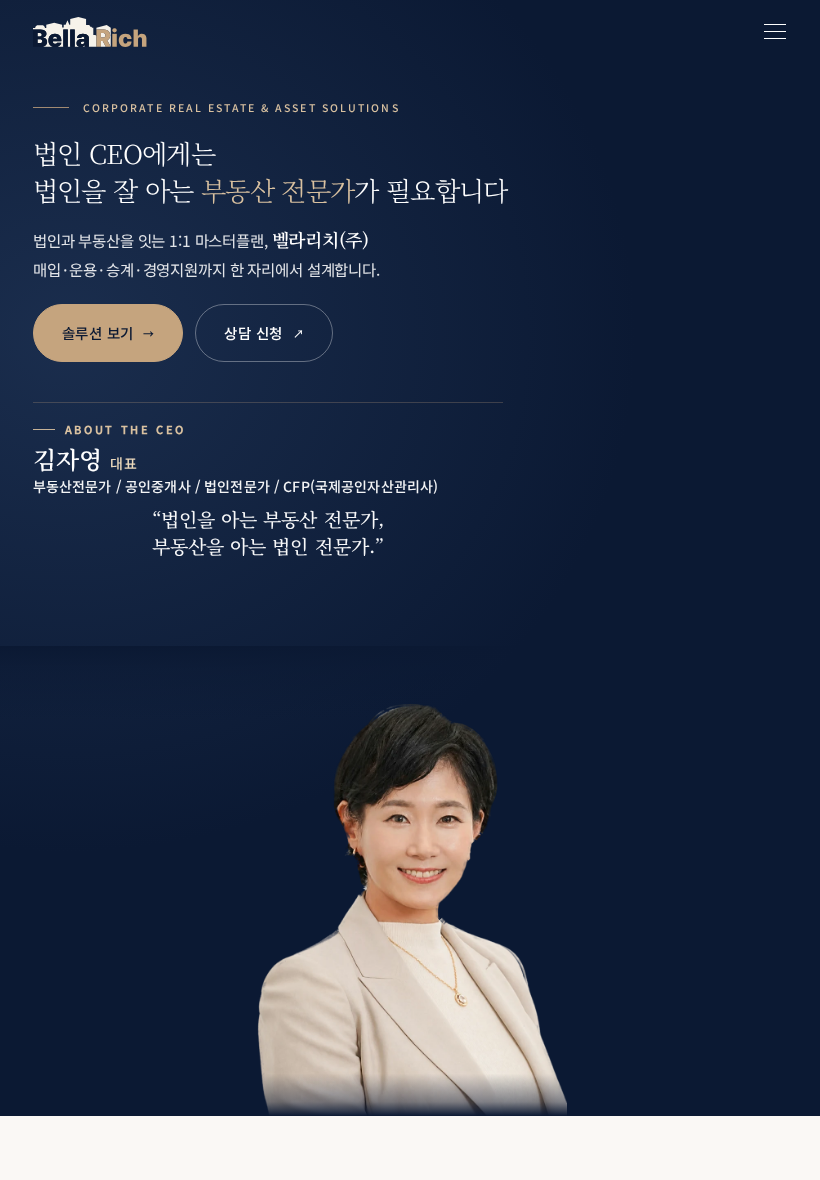 Bella Rich
CORPORATE REAL ESTATE & ASSET SOLUTIONS
법인 CEO에게는
법인을 잘 아는 부동산 전문가가 필요합니다
법인과 부동산을 잇는 1:1 마스터플랜, 벨라리치(주)
매입·운용·승계·경영지원까지 한 자리에서 설계합니다.
솔루션 보기 →
상담 신청 ↗
ABOUT THE CEO
김자영 대표
부동산전문가 / 공인중개사 / 법인전문가 / CFP(국제공인자산관리사)
“법인을 아는 부동산 전문가,
부동산을 아는 법인 전문가.”